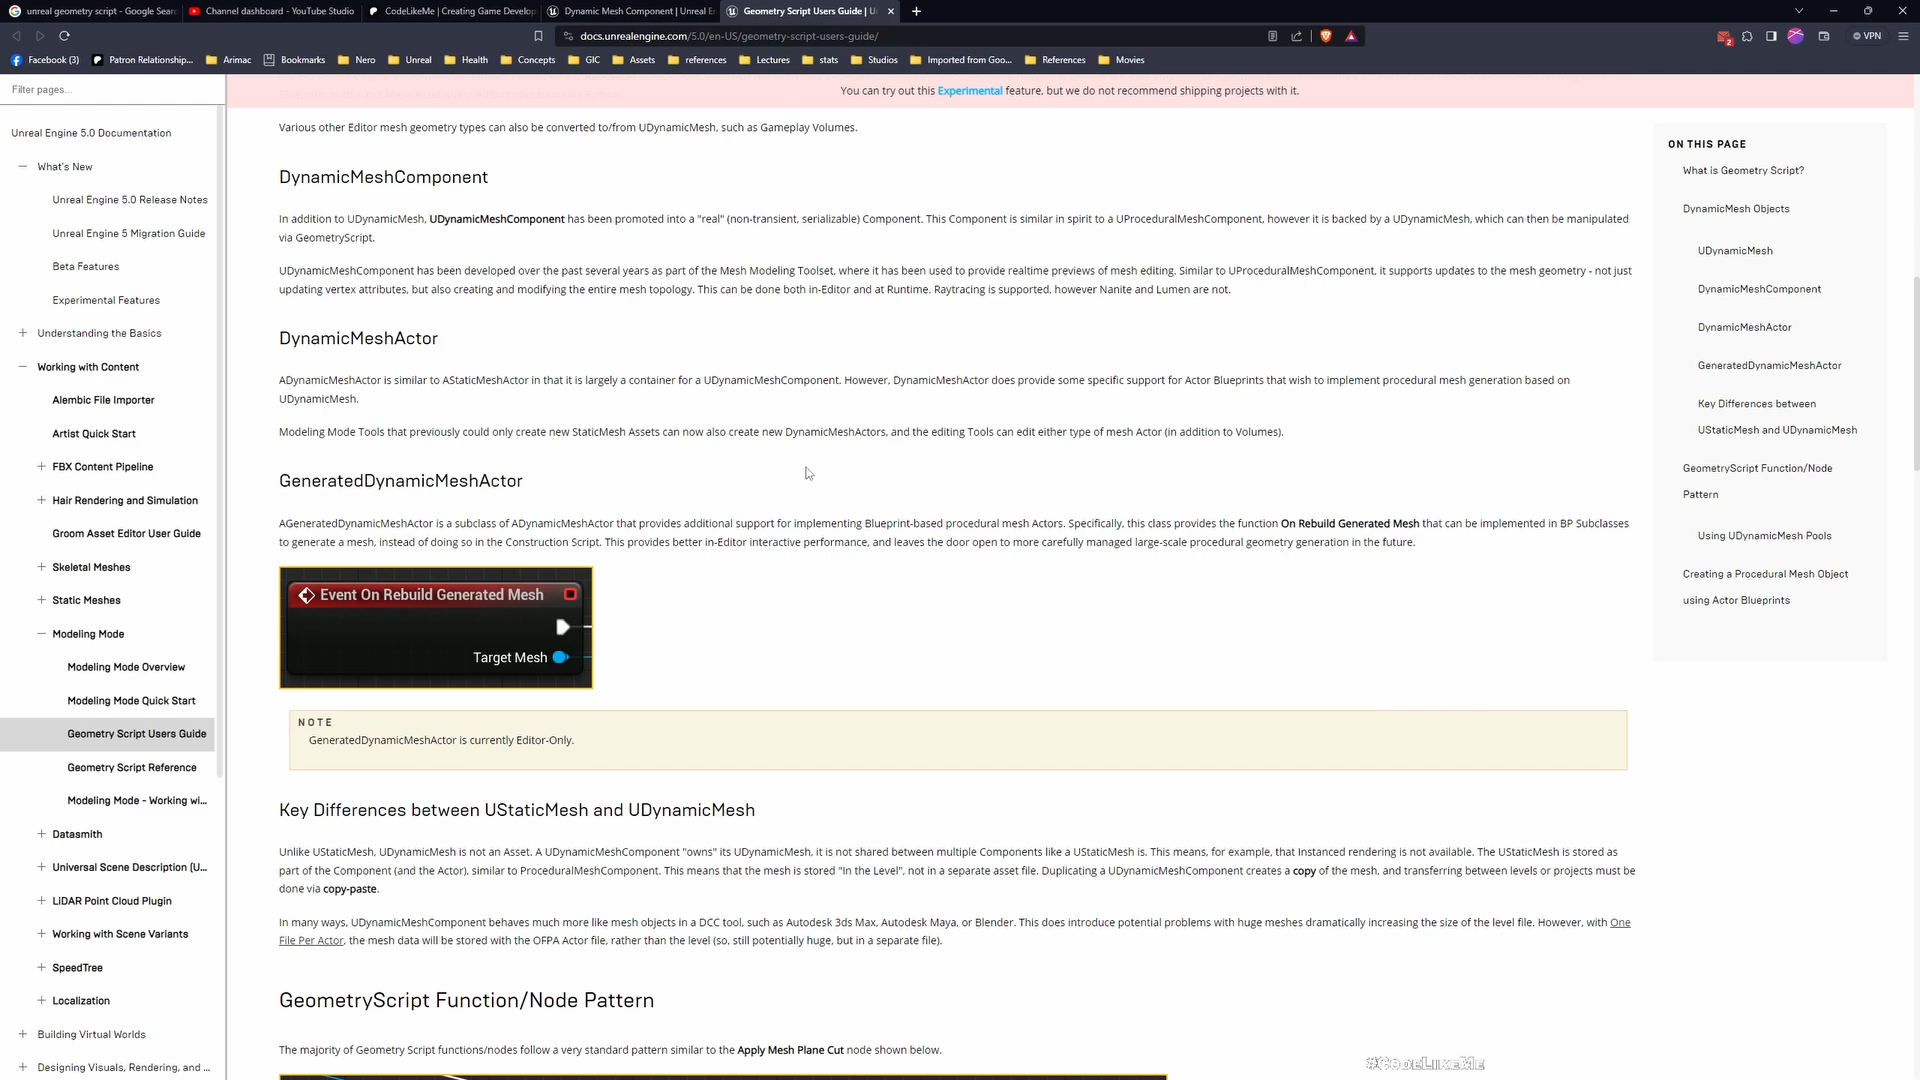 unreal geometry script - Google Sear
Channel dashboard - YouTube Studio
CodeLikeMe | Creating Game Develop
Dynamic Mesh Component | Unreal E
Geometry Script Users Guide | U
docs.unrealengine.com/5.0/en-US/geometry-script-users-guide/
2
VPN
Facebook (3)
Patron Relationship...
Arimac
Bookmarks
Nero
Unreal
Health
Concepts
GIC
Assets
references
Lectures
stats
Studios
Imported from Goo...
References
Movies
Filter pages...
Unreal Engine 5.0 Documentation
What's New
Unreal Engine 5.0 Release Notes
Unreal Engine 5 Migration Guide
Beta Features
Experimental Features
Understanding the Basics
Working with Content
Alembic File Importer
Artist Quick Start
FBX Content Pipeline
Hair Rendering and Simulation
Groom Asset Editor User Guide
Skeletal Meshes
Static Meshes
Modeling Mode
Modeling Mode Overview
Modeling Mode Quick Start
Geometry Script Users Guide
Geometry Script Reference
Modeling Mode - Working wi...
Datasmith
Universal Scene Description (U...
LiDAR Point Cloud Plugin
Working with Scene Variants
SpeedTree
Localization
Building Virtual Worlds
Designing Visuals, Rendering, and ...
You can try out this Experimental feature, but we do not recommend shipping projects with it.
Various other Editor mesh geometry types can also be converted to/from UDynamicMesh, such as Gameplay Volumes.
DynamicMeshComponent
In addition to UDynamicMesh, UDynamicMeshComponent has been promoted into a "real" (non-transient, serializable) Component. This Component is similar in spirit to a UProceduralMeshComponent, however it is backed by a UDynamicMesh, which can then be manipulated
via GeometryScript.
UDynamicMeshComponent has been developed over the past several years as part of the Mesh Modeling Toolset, where it has been used to provide realtime previews of mesh editing. Similar to UProceduralMeshComponent, it supports updates to the mesh geometry - not just
updating vertex attributes, but also creating and modifying the entire mesh topology. This can be done both in-Editor and at Runtime. Raytracing is supported, however Nanite and Lumen are not.
DynamicMeshActor
ADynamicMeshActor is similar to AStaticMeshActor in that it is largely a container for a UDynamicMeshComponent. However, DynamicMeshActor does provide some specific support for Actor Blueprints that wish to implement procedural mesh generation based on
UDynamicMesh.
Modeling Mode Tools that previously could only create new StaticMesh Assets can now also create new DynamicMeshActors, and the editing Tools can edit either type of mesh Actor (in addition to Volumes).
GeneratedDynamicMeshActor
AGeneratedDynamicMeshActor is a subclass of ADynamicMeshActor that provides additional support for implementing Blueprint-based procedural mesh Actors. Specifically, this class provides the function On Rebuild Generated Mesh that can be implemented in BP Subclasses
to generate a mesh, instead of doing so in the Construction Script. This provides better in-Editor interactive performance, and leaves the door open to more carefully managed large-scale procedural geometry generation in the future.
Event On Rebuild Generated Mesh
Target Mesh
NOTE
GeneratedDynamicMeshActor is currently Editor-Only.
Key Differences between UStaticMesh and UDynamicMesh
Unlike UStaticMesh, UDynamicMesh is not an Asset. A UDynamicMeshComponent "owns" its UDynamicMesh, it is not shared between multiple Components like a UStaticMesh is. This means, for example, that Instanced rendering is not available. The UStaticMesh is stored as
part of the Component (and the Actor), similar to ProceduralMeshComponent. This means that the mesh is stored "In the Level", not in a separate asset file. Duplicating a UDynamicMeshComponent creates a copy of the mesh, and transferring between levels or projects must be
done via copy-paste.
In many ways, UDynamicMeshComponent behaves much more like mesh objects in a DCC tool, such as Autodesk 3ds Max, Autodesk Maya, or Blender. This does introduce potential problems with huge meshes dramatically increasing the size of the level file. However, with One
File Per Actor, the mesh data will be stored with the OFPA Actor file, rather than the level (so, still potentially huge, but in a separate file).
GeometryScript Function/Node Pattern
The majority of Geometry Script functions/nodes follow a very standard pattern similar to the Apply Mesh Plane Cut node shown below.
ON THIS PAGE
What is Geometry Script?
DynamicMesh Objects
UDynamicMesh
DynamicMeshComponent
DynamicMeshActor
GeneratedDynamicMeshActor
Key Differences between
UStaticMesh and UDynamicMesh
GeometryScript Function/Node
Pattern
Using UDynamicMesh Pools
Creating a Procedural Mesh Object
using Actor Blueprints
#CodeLikeMe